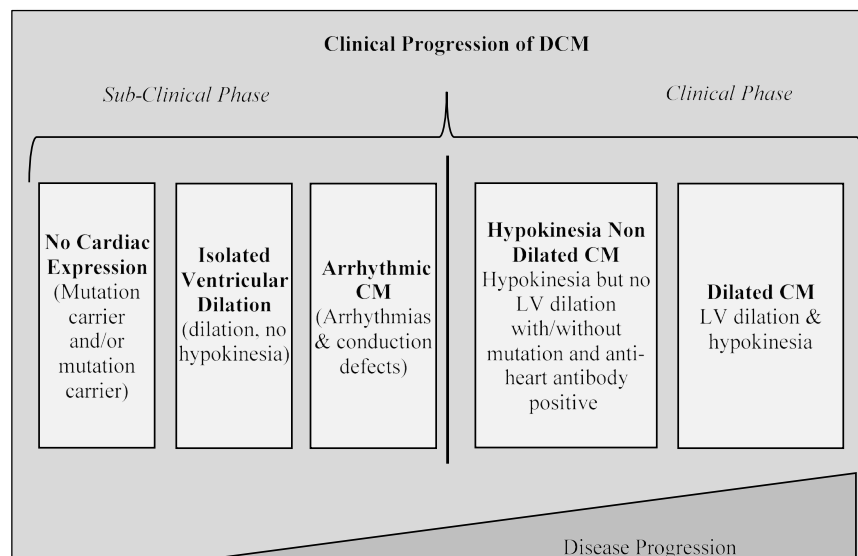 Clinical Progression of DCM
Sub-Clinical Phase
Clinical Phase
No Cardiac
Expression
(Mutation
carrier
and/or
mutation
carrier)
Isolated
Ventricular
Dilation
(dilation, no
hypokinesia)
Arrhythmic
CM
(Arrhythmias
& conduction
defects)
Hypokinesia Non
Dilated CM
Hypokinesia but no
LV dilation
with/without
mutation and anti-
heart antibody
positive
Dilated CM
LV dilation &
hypokinesia
Disease Progression